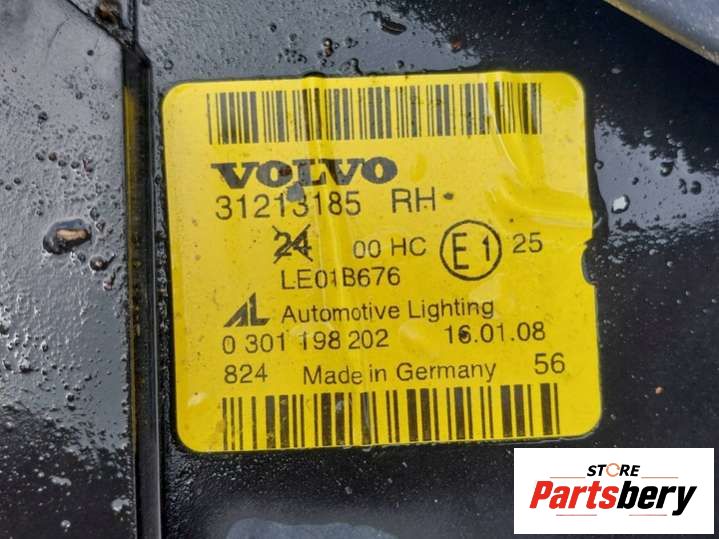 VOLVO
31213185 RH
24 00 HC E1 25
LE01B676
AL Automotive Lighting
0 301 198 202 16.01.08
824 Made in Germany 56
STORE
Partsbery